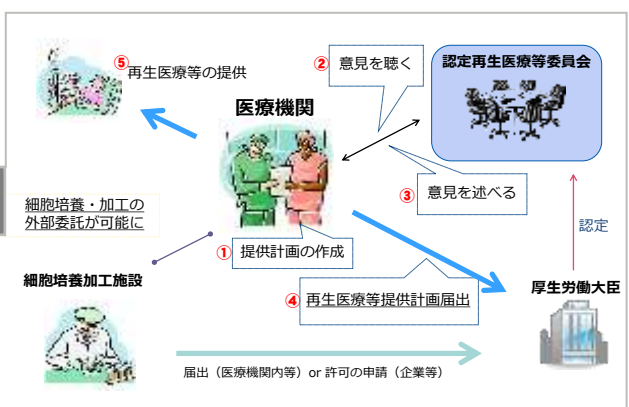 ⑤
再生医療等の提供
② 意見を聴く
認定再生医療等委員会
医療機関
③ 意見を述べる
細胞培養・加工の
外部委託が可能に
認定
① 提供計画の作成
細胞培養加工施設
④ 再生医療等提供計画届出
厚生労働大臣
届出（医療機関内等）or 許可の申請（企業等）